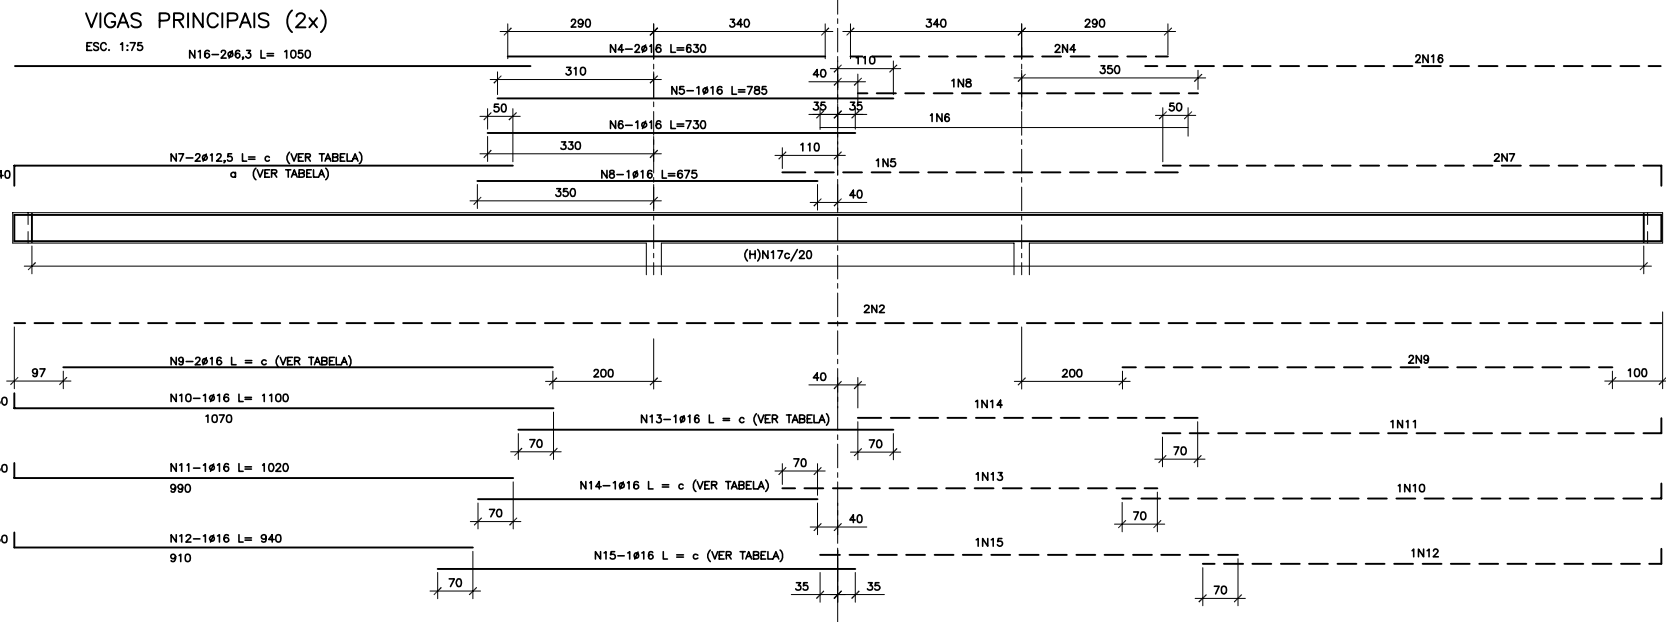 VIGAS PRINCIPAIS (2x)
ESC. 1:75
290 340 340 290
N16-2ø6,3 L= 1050
N4-2ø16 L=630
2N4
2N16
110
310
40
350
1N8
N5-1ø16 L=785
50
35 35
50
N6-1ø16 L=730
1N6
330
110
N7-2ø12,5 L= c (VER TABELA)
1N5
2N7
a (VER TABELA)
N8-1ø16 L=675
350
40
(H)N17c/20
2N2
N9-2ø16 L = c (VER TABELA)
2N9
97
200
40
200
100
N10-1ø16 L= 1100
1070
1N14
N13-1ø16 L = c (VER TABELA)
1N11
70
70
70
N11-1ø16 L= 1020
70
990
N14-1ø16 L = c (VER TABELA)
1N13
1N10
70
40
70
N12-1ø16 L= 940
910
1N15
N15-1ø16 L = c (VER TABELA)
1N12
70
35 35
70